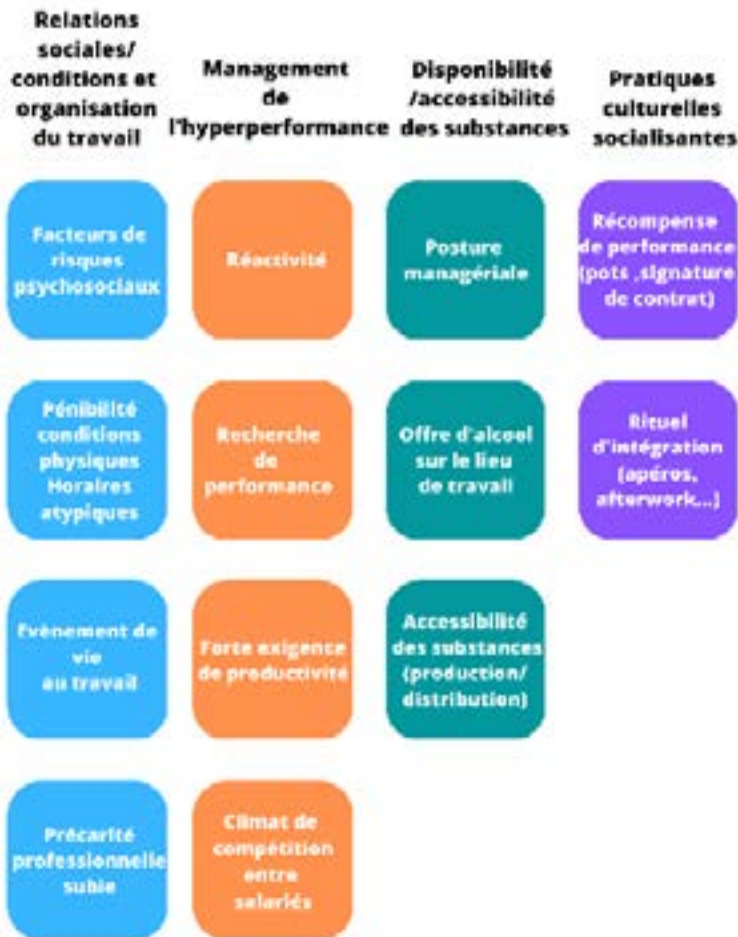 Relations
sociales/
conditions et
organisation
du travail
Management
de
l'hyperperformance
Disponibilité
/accessibilité
des substances
Pratiques
culturelles
socialisantes
Facteurs de
risques
psychosociaux
Pénibilité
conditions
physiques
Horaires
atypiques
Evènement de
vie
au travail
Précarité
professionnelle
subie
Réactivité
Recherche
de
performance
Forte exigence
de productivité
Climat de
compétition
entre
salariés
Posture
managériale
Offre d'alcool
sur le lieu
de travail
Accessibilité
des substances
(production/
distribution)
Récompense
de performance
(pots ,signature
de contrat)
Rituel
d'intégration
(apéros,
afterwork...)